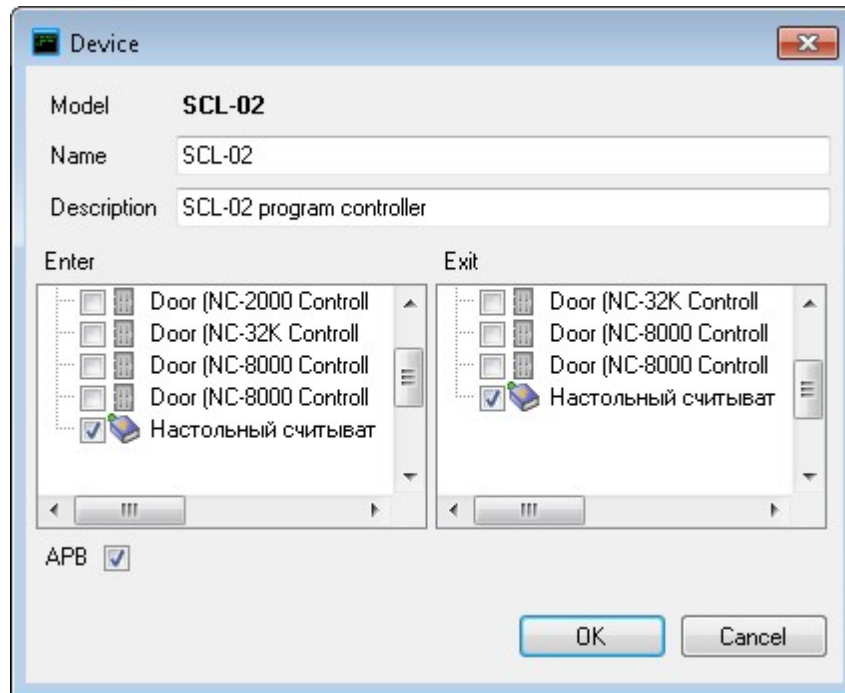 Device
Model SCL-02
Name SCL-02
Description SCL-02 program controller
Enter
Door (NC-2000 Controll
Door (NC-32K Controll
Door (NC-8000 Controll
Door (NC-8000 Controll
Настольный считыват
Exit
Door (NC-32K Controll
Door (NC-8000 Controll
Door (NC-8000 Controll
Настольный считыват
APB
OK Cancel